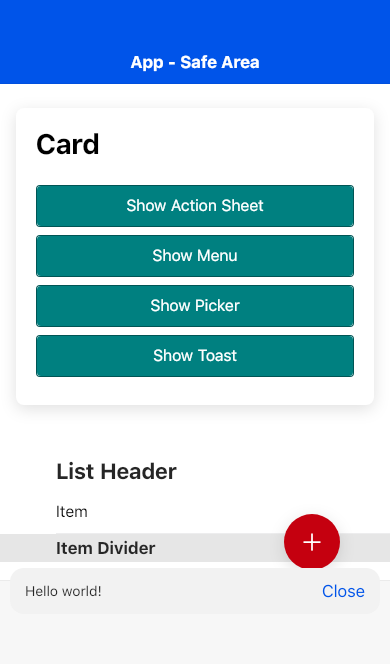 App - Safe Area
Card
Show Action Sheet
Show Menu
Show Picker
Show Toast
List Header
Item
Item Divider
Hello world!
Close